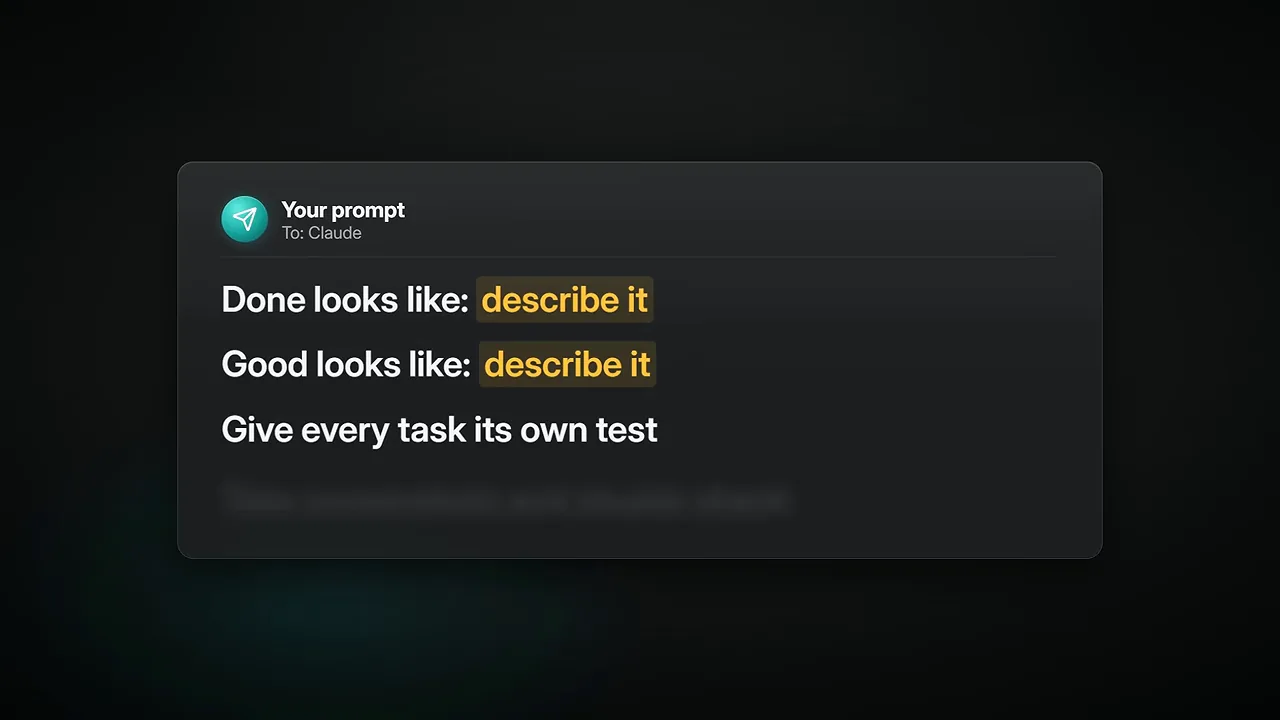 Your prompt
To: Claude
Done looks like: describe it
Good looks like: describe it
Give every task its own test